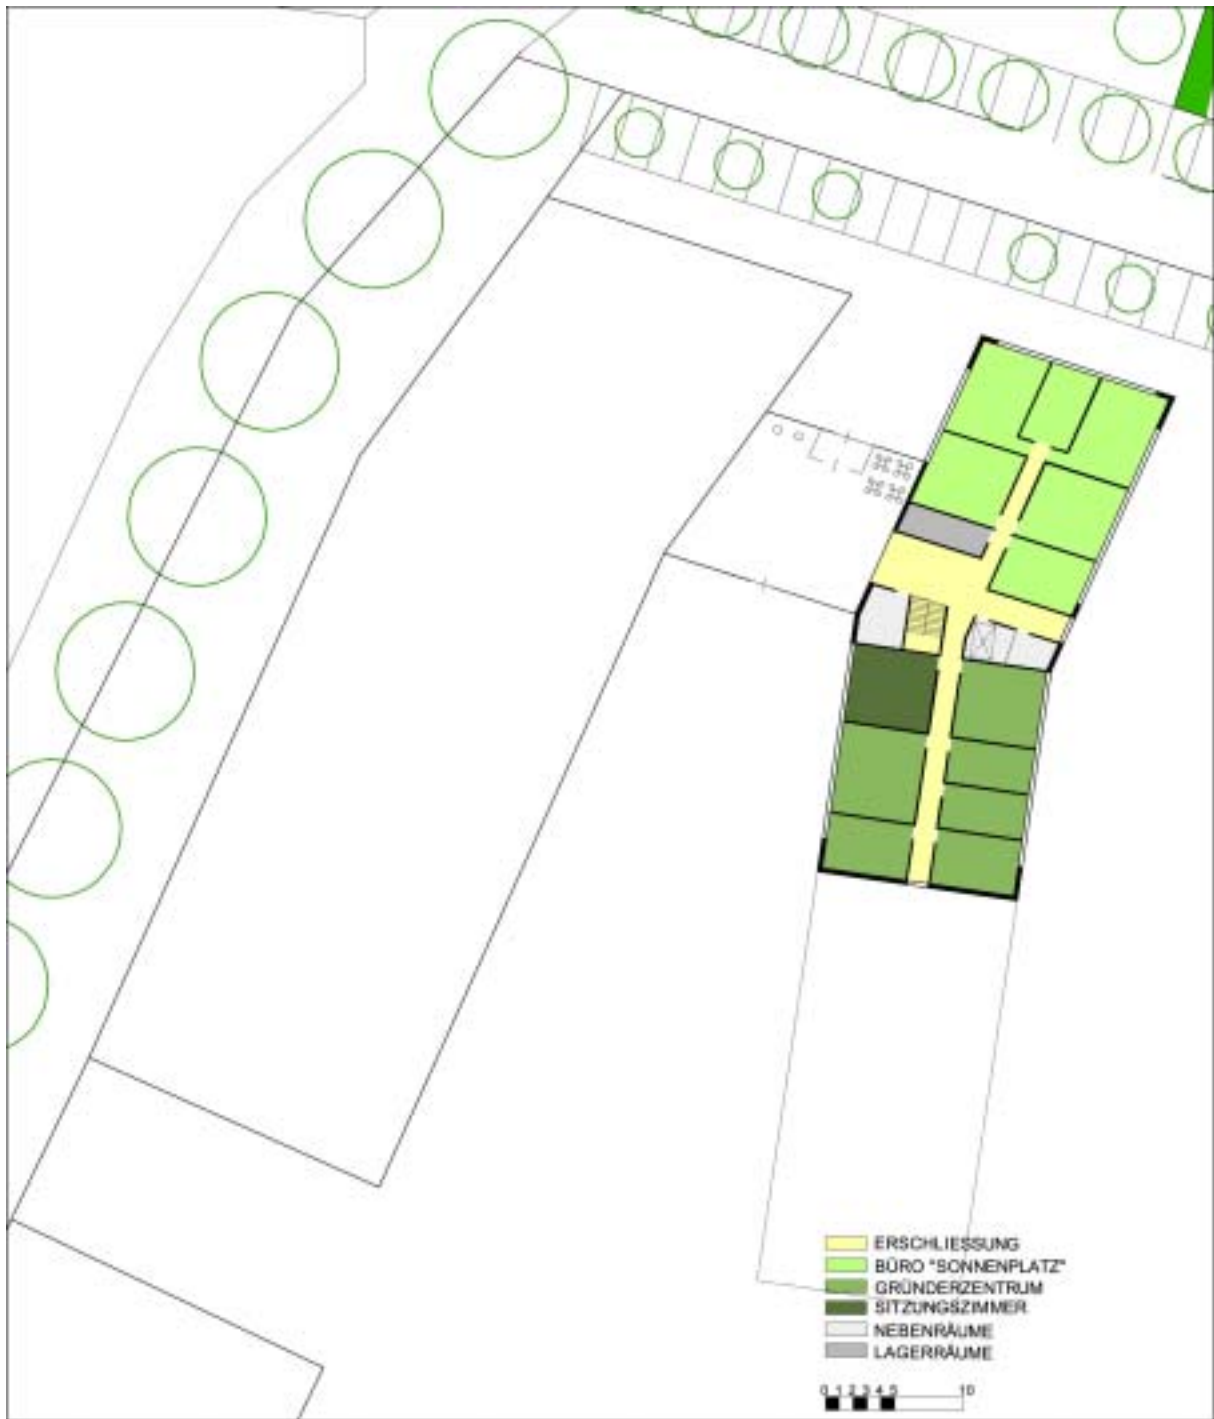 ERSCHLIESSUNG
BÜRO "SONNENPLATZ"
GRÜNDERZENTRUM
SITZUNGSZIMMER
NEBENRÄUME
LAGERRÄUME
0 1 2 3 4 5 10